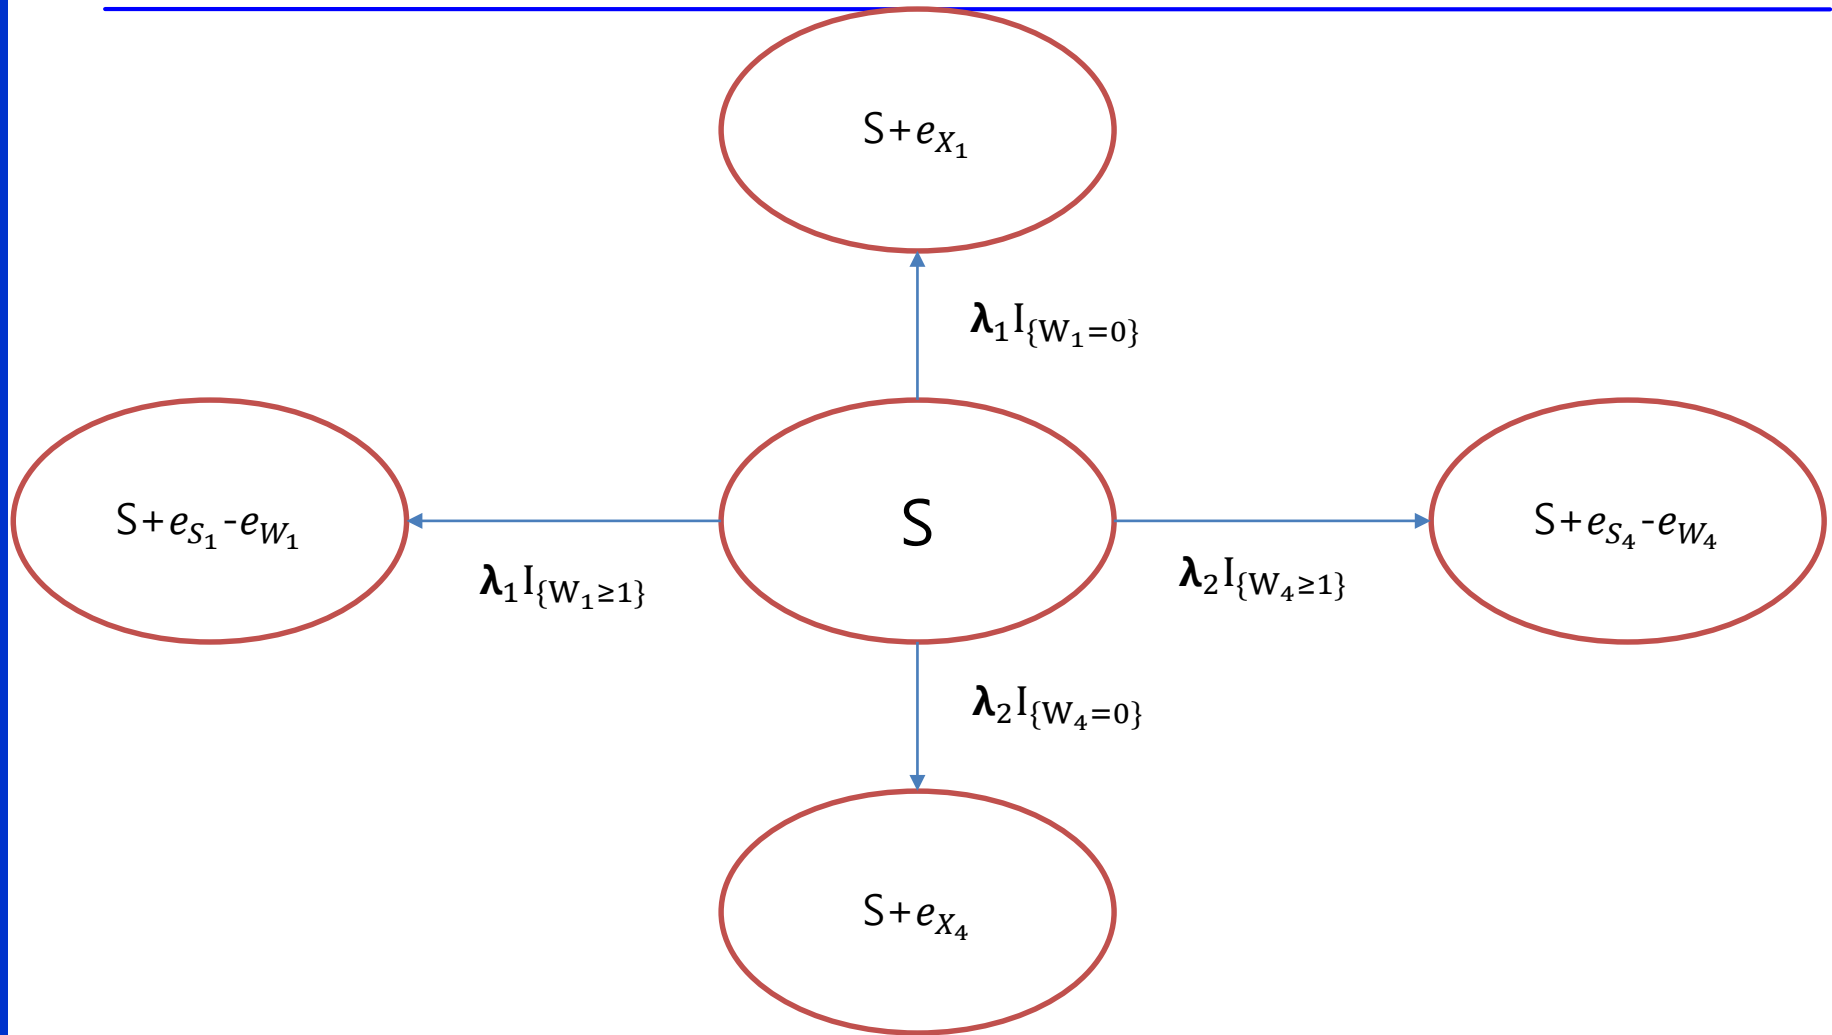 S+e_{X_1}
λ_1 I_{\{W_1=0\}}
S+e_{S_1}-e_{W_1}
S
S+e_{S_4}-e_{W_4}
λ_1 I_{\{W_1≥1\}}
λ_2 I_{\{W_4≥1\}}
λ_2 I_{\{W_4=0\}}
S+e_{X_4}